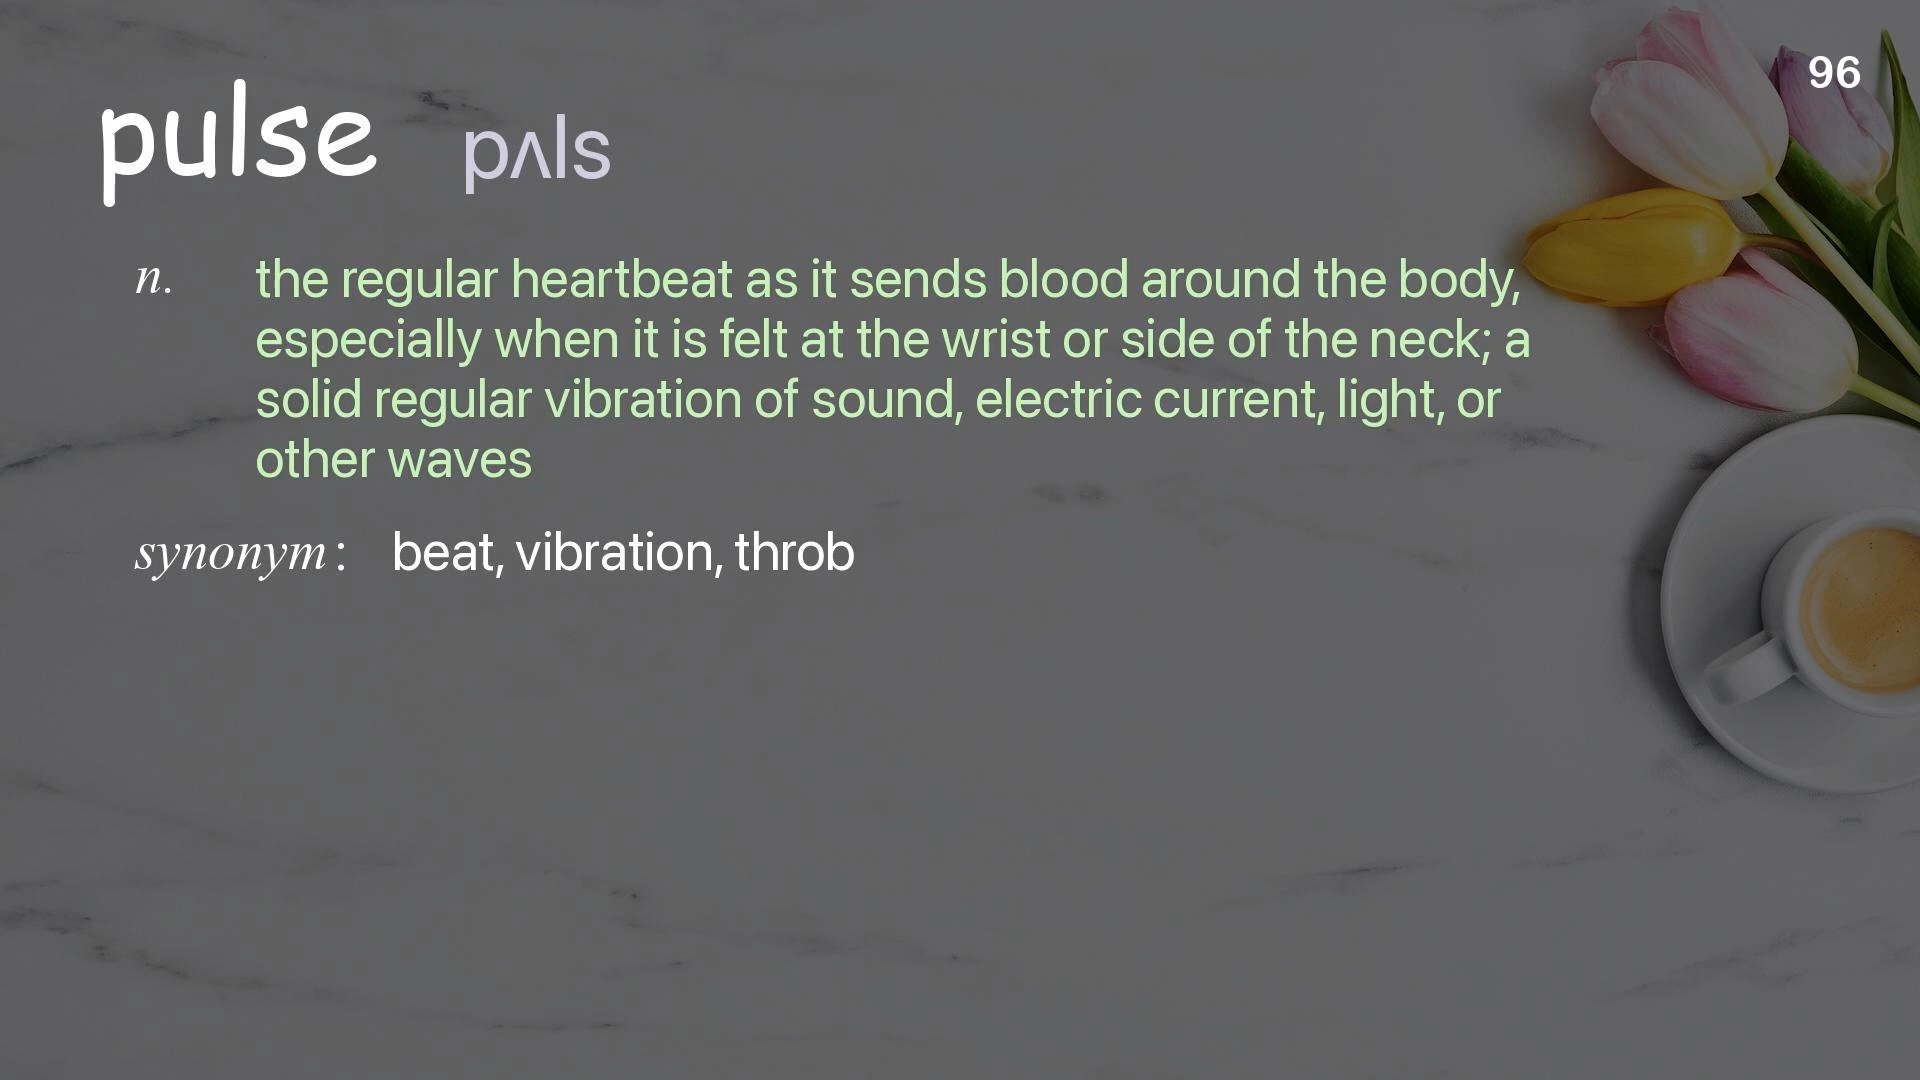 96
pulse pʌls
n. the regular heartbeat as it sends blood around the body,
especially when it is felt at the wrist or side of the neck; a
solid regular vibration of sound, electric current, light, or
other waves
synonym: beat, vibration, throb